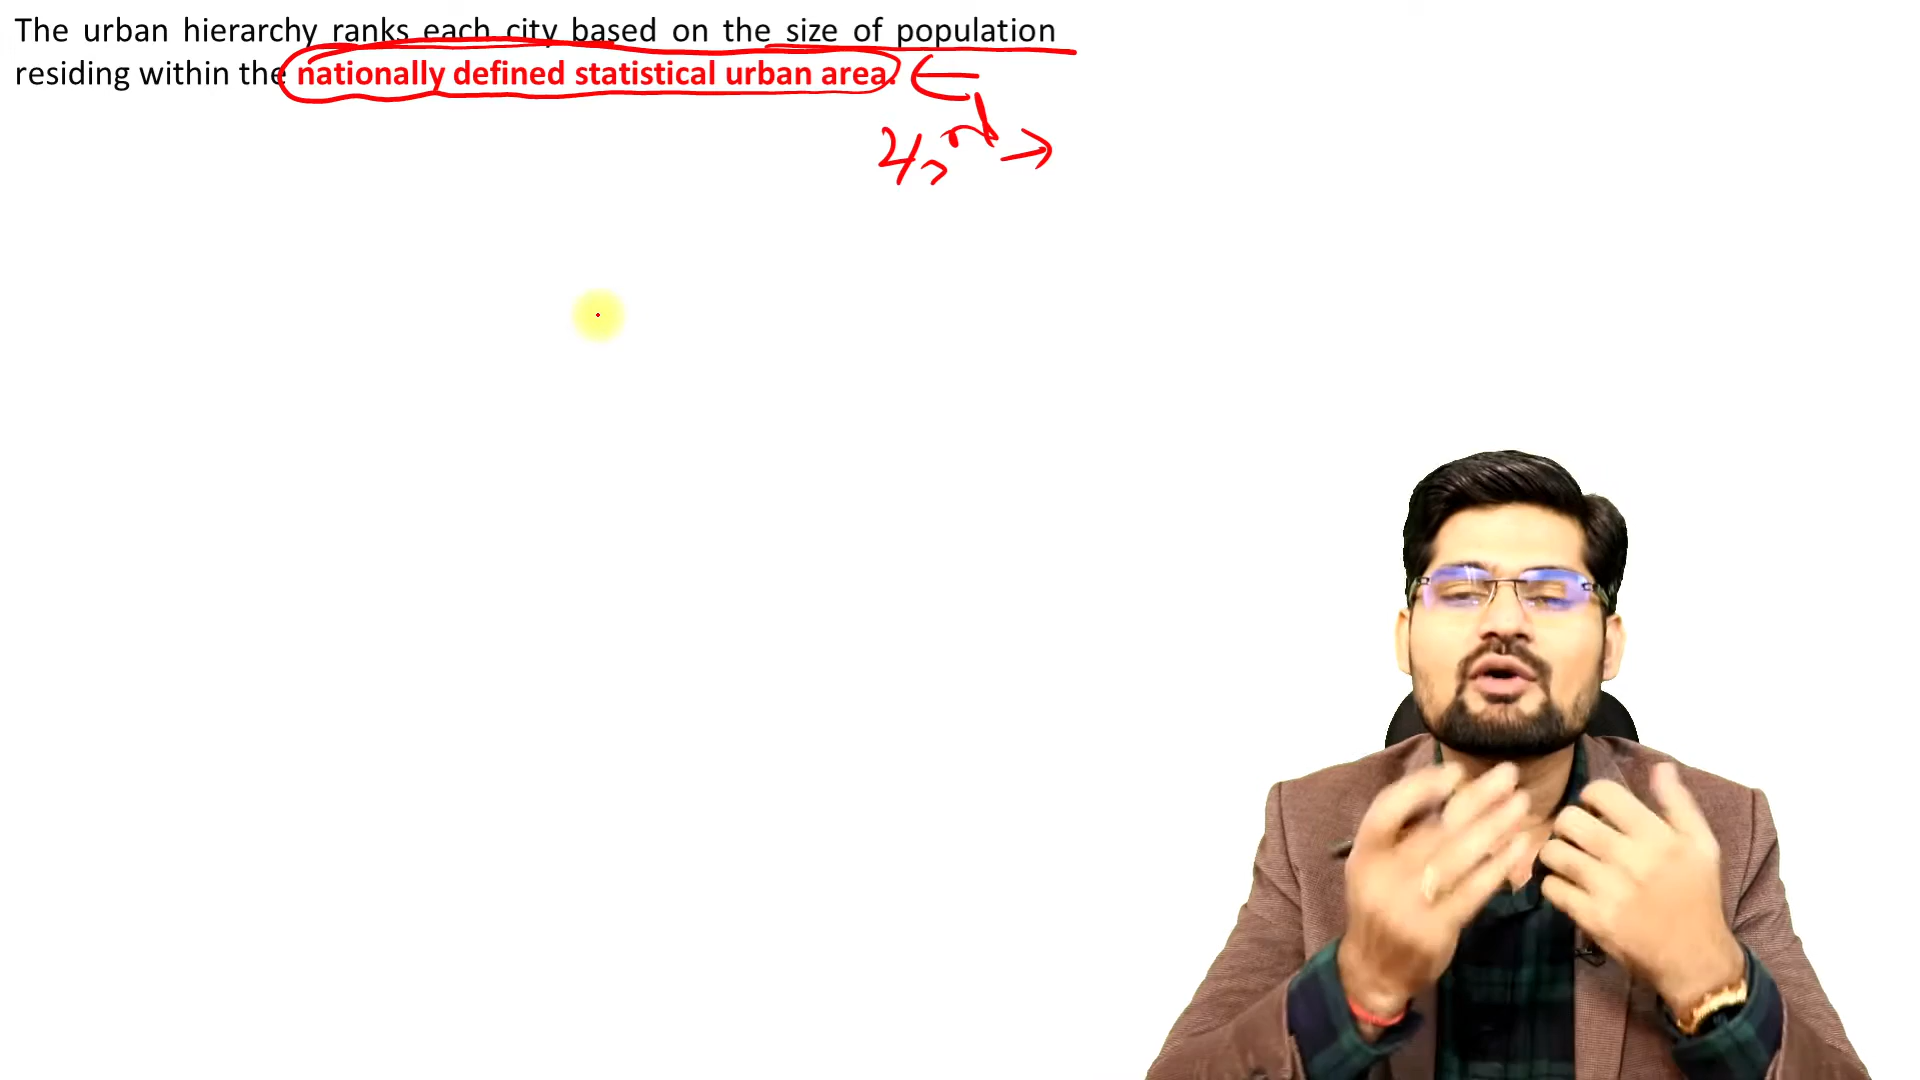 The urban hierarchy ranks each city based on the size of population
residing within the nationally defined statistical urban area.